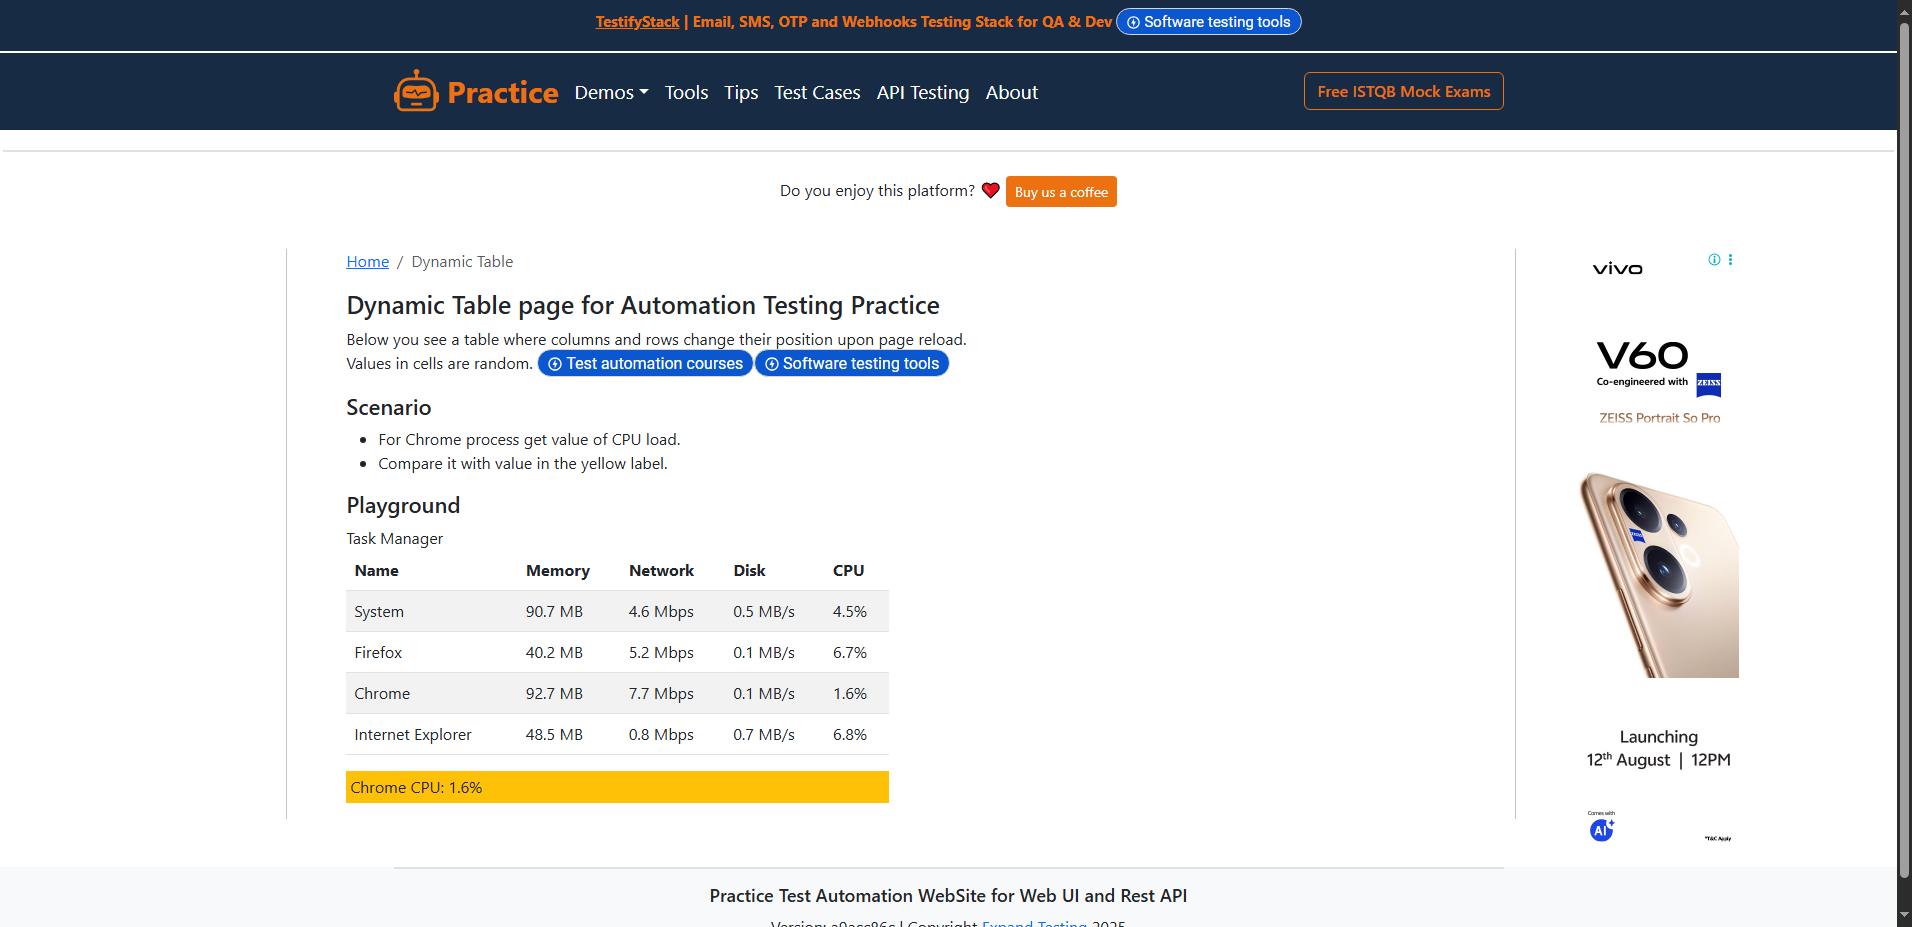 TestifyStack | Email, SMS, OTP and Webhooks Testing Stack for QA & Dev Software testing tools
Practice Demos Tools Tips Test Cases API Testing About Free ISTQB Mock Exams
Do you enjoy this platform? Buy us a coffee
Home / Dynamic Table
Dynamic Table page for Automation Testing Practice
Below you see a table where columns and rows change their position upon page reload.
Values in cells are random. Test automation courses Software testing tools
Scenario
For Chrome process get value of CPU load.
Compare it with value in the yellow label.
Playground
Task Manager
Name Memory Network Disk CPU
System 90.7 MB 4.6 Mbps 0.5 MB/s 4.5%
Firefox 40.2 MB 5.2 Mbps 0.1 MB/s 6.7%
Chrome 92.7 MB 7.7 Mbps 0.1 MB/s 1.6%
Internet Explorer 48.5 MB 0.8 Mbps 0.7 MB/s 6.8%
Chrome CPU: 1.6%
vivo
V60
Co-engineered with ZEISS
ZEISS Portrait So Pro
Launching
12th August | 12PM
Comes with
AI
*T&C Apply
Practice Test Automation WebSite for Web UI and Rest API
Version: a9acc86c | Copyright Expand Testing 2025